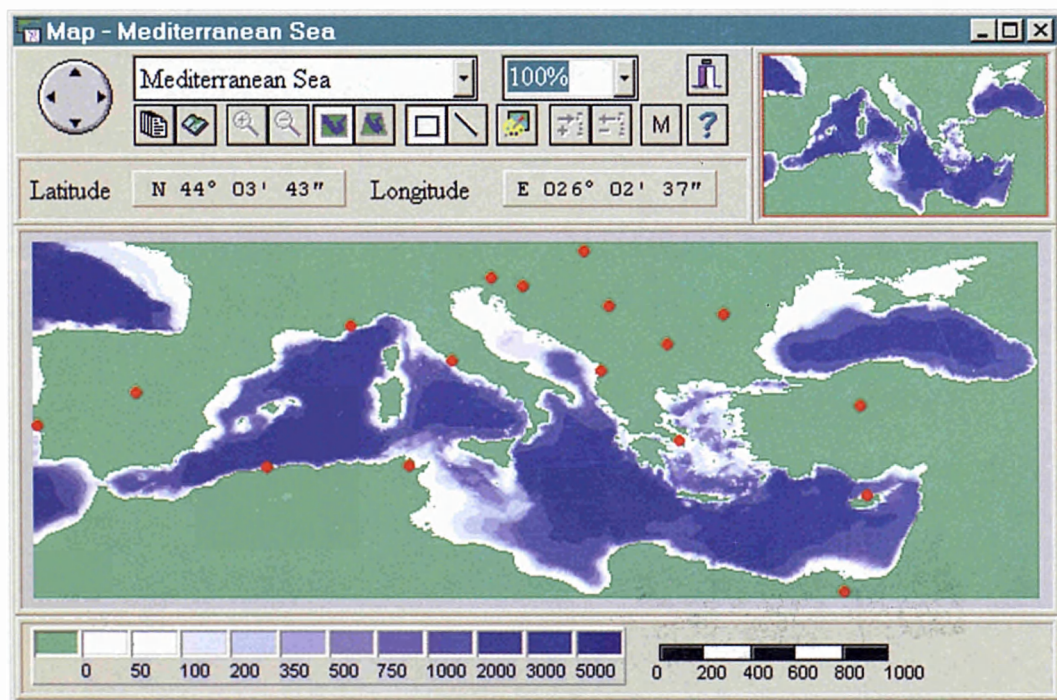 Map - Mediterranean Sea
Mediterranean Sea 100%
M ?
Latitude N 44° 03' 43" Longitude E 026° 02' 37"
0 50 100 200 350 500 750 1000 2000 3000 5000
0 200 400 600 800 1000